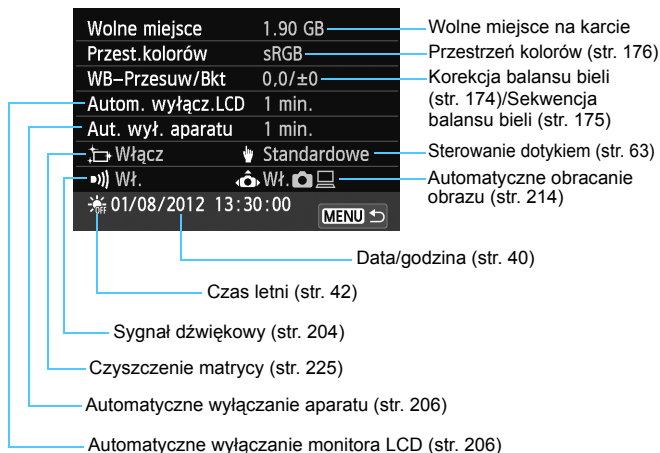 Wolne miejsce 1.90 GB
Przest.kolorów sRGB
WB–Przesuw/Bkt 0,0/±0
Autom. wyłącz.LCD 1 min.
Aut. wył. aparatu 1 min.
Włącz Standardowe
Wł. Wł.
OFF 01/08/2012 13:30:00 MENU
Wolne miejsce na karcie
Przestrzeń kolorów (str. 176)
Korekcja balansu bieli
(str. 174)/Sekwencja
balansu bieli (str. 175)
Sterowanie dotykiem (str. 63)
Automatyczne obracanie
obrazu (str. 214)
Data/godzina (str. 40)
Czas letni (str. 42)
Sygnał dźwiękowy (str. 204)
Czyszczenie matrycy (str. 225)
Automatyczne wyłączanie aparatu (str. 206)
Automatyczne wyłączanie monitora LCD (str. 206)